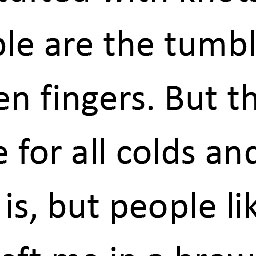 ple are the tumbl
en fingers. But th
e for all colds and
is, but people lik